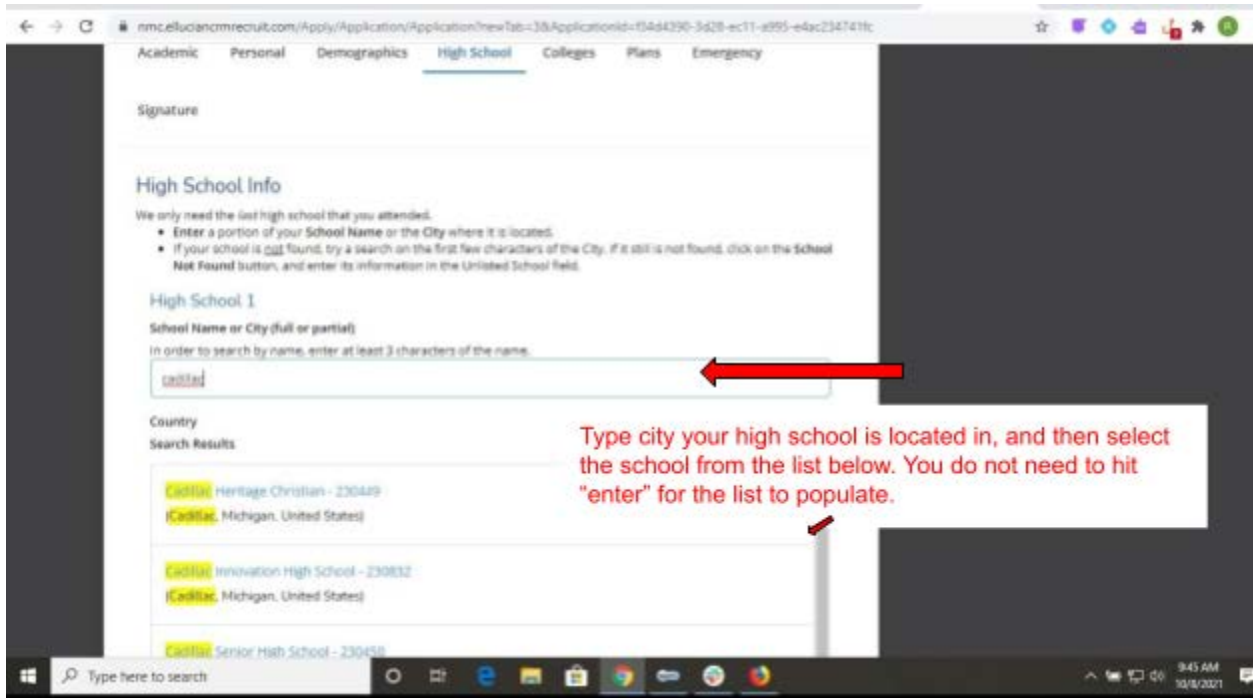 nmc.elluciancrmrecruit.com/Apply/Application/Application?newTab=3&ApplicationId=
Academic Personal Demographics High School Colleges Plans Emergency
Signature
High School Info
We only need the last high school that you attended.
• Enter a portion of your School Name or the City where it is located.
• If your school is not found, try a search on the first few characters of the City. If it still is not found, click on the School
Not Found button, and enter its information in the Unlisted School field.
High School 1
School Name or City (full or partial)
In order to search by name, enter at least 3 characters of the name.
cadillac
Country
Search Results
Type city your high school is located in, and then select
the school from the list below. You do not need to hit
“enter” for the list to populate.
Cadillac Heritage Christian - 230449
(Cadillac, Michigan, United States)
Cadillac Innovation High School - 230832
(Cadillac, Michigan, United States)
Cadillac Senior High School - 230450
Type here to search
9:45 AM
10/8/2021